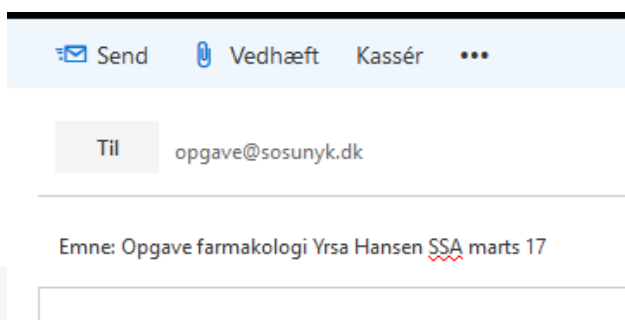 Send Vedhæft Kassér •••
Til opgave@sosunyk.dk
Emne: Opgave farmakologi Yrsa Hansen SSA marts 17